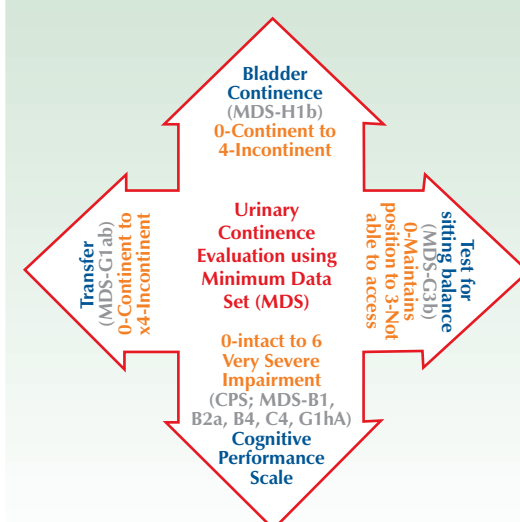 Bladder
Continence
(MDS-H1b)
0-Continent to
4-Incontinent
Transfer
(MDS-G1ab)
0-Continent to
x4-Incontinent
Urinary
Continence
Evaluation using
Minimum Data
Set (MDS)
Test for
sitting balance
(MDS-G3b)
0-Maintains
position to 3-Not
able to access
0-intact to 6
Very Severe
Impairment
(CPS; MDS-B1,
B2a, B4, C4, G1hA)
Cognitive
Performance
Scale